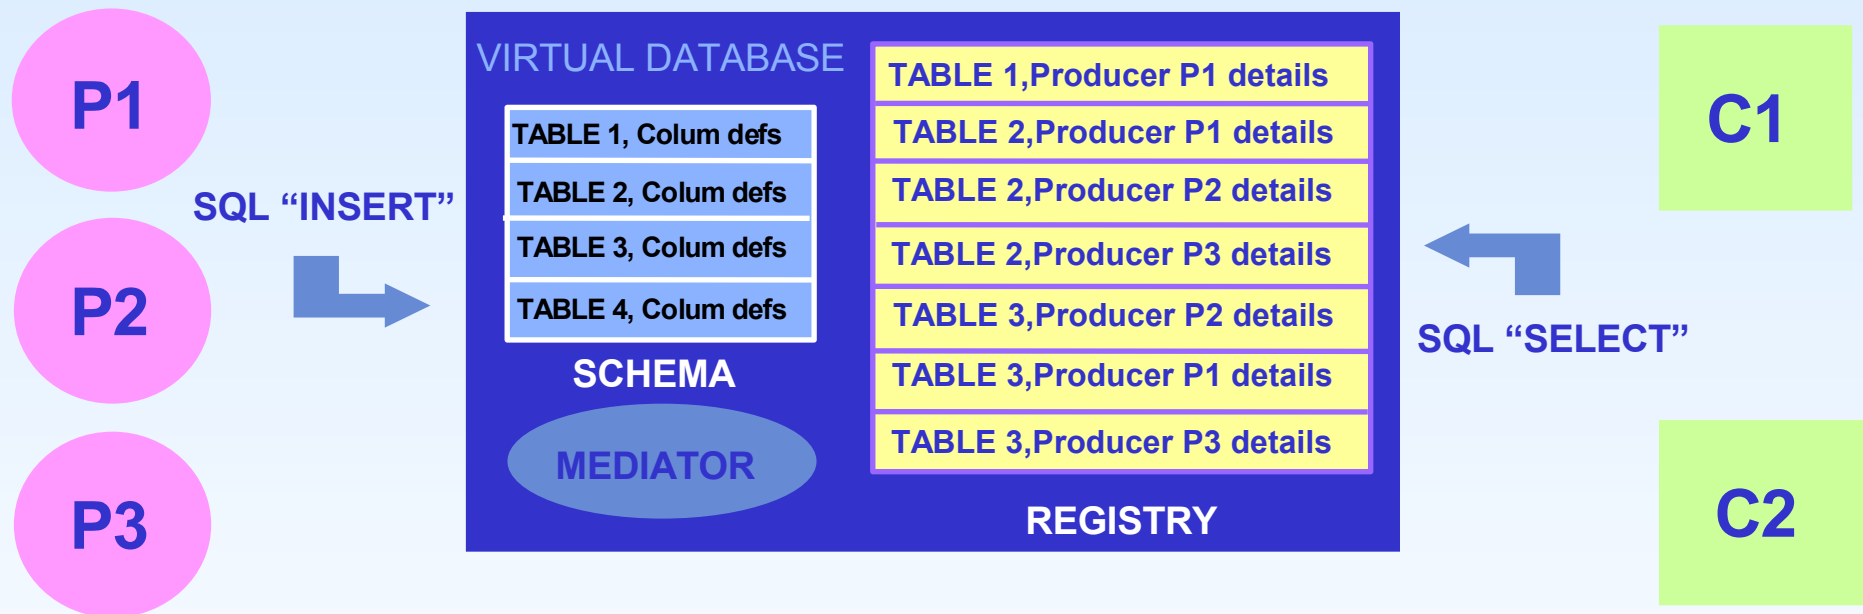 P1
P2
P3
SQL “INSERT”
VIRTUAL DATABASE
TABLE 1, Colum defs
TABLE 2, Colum defs
TABLE 3, Colum defs
TABLE 4, Colum defs
SCHEMA
MEDIATOR
TABLE 1,Producer P1 details
TABLE 2,Producer P1 details
TABLE 2,Producer P2 details
TABLE 2,Producer P3 details
TABLE 3,Producer P2 details
TABLE 3,Producer P1 details
TABLE 3,Producer P3 details
REGISTRY
SQL “SELECT”
C1
C2